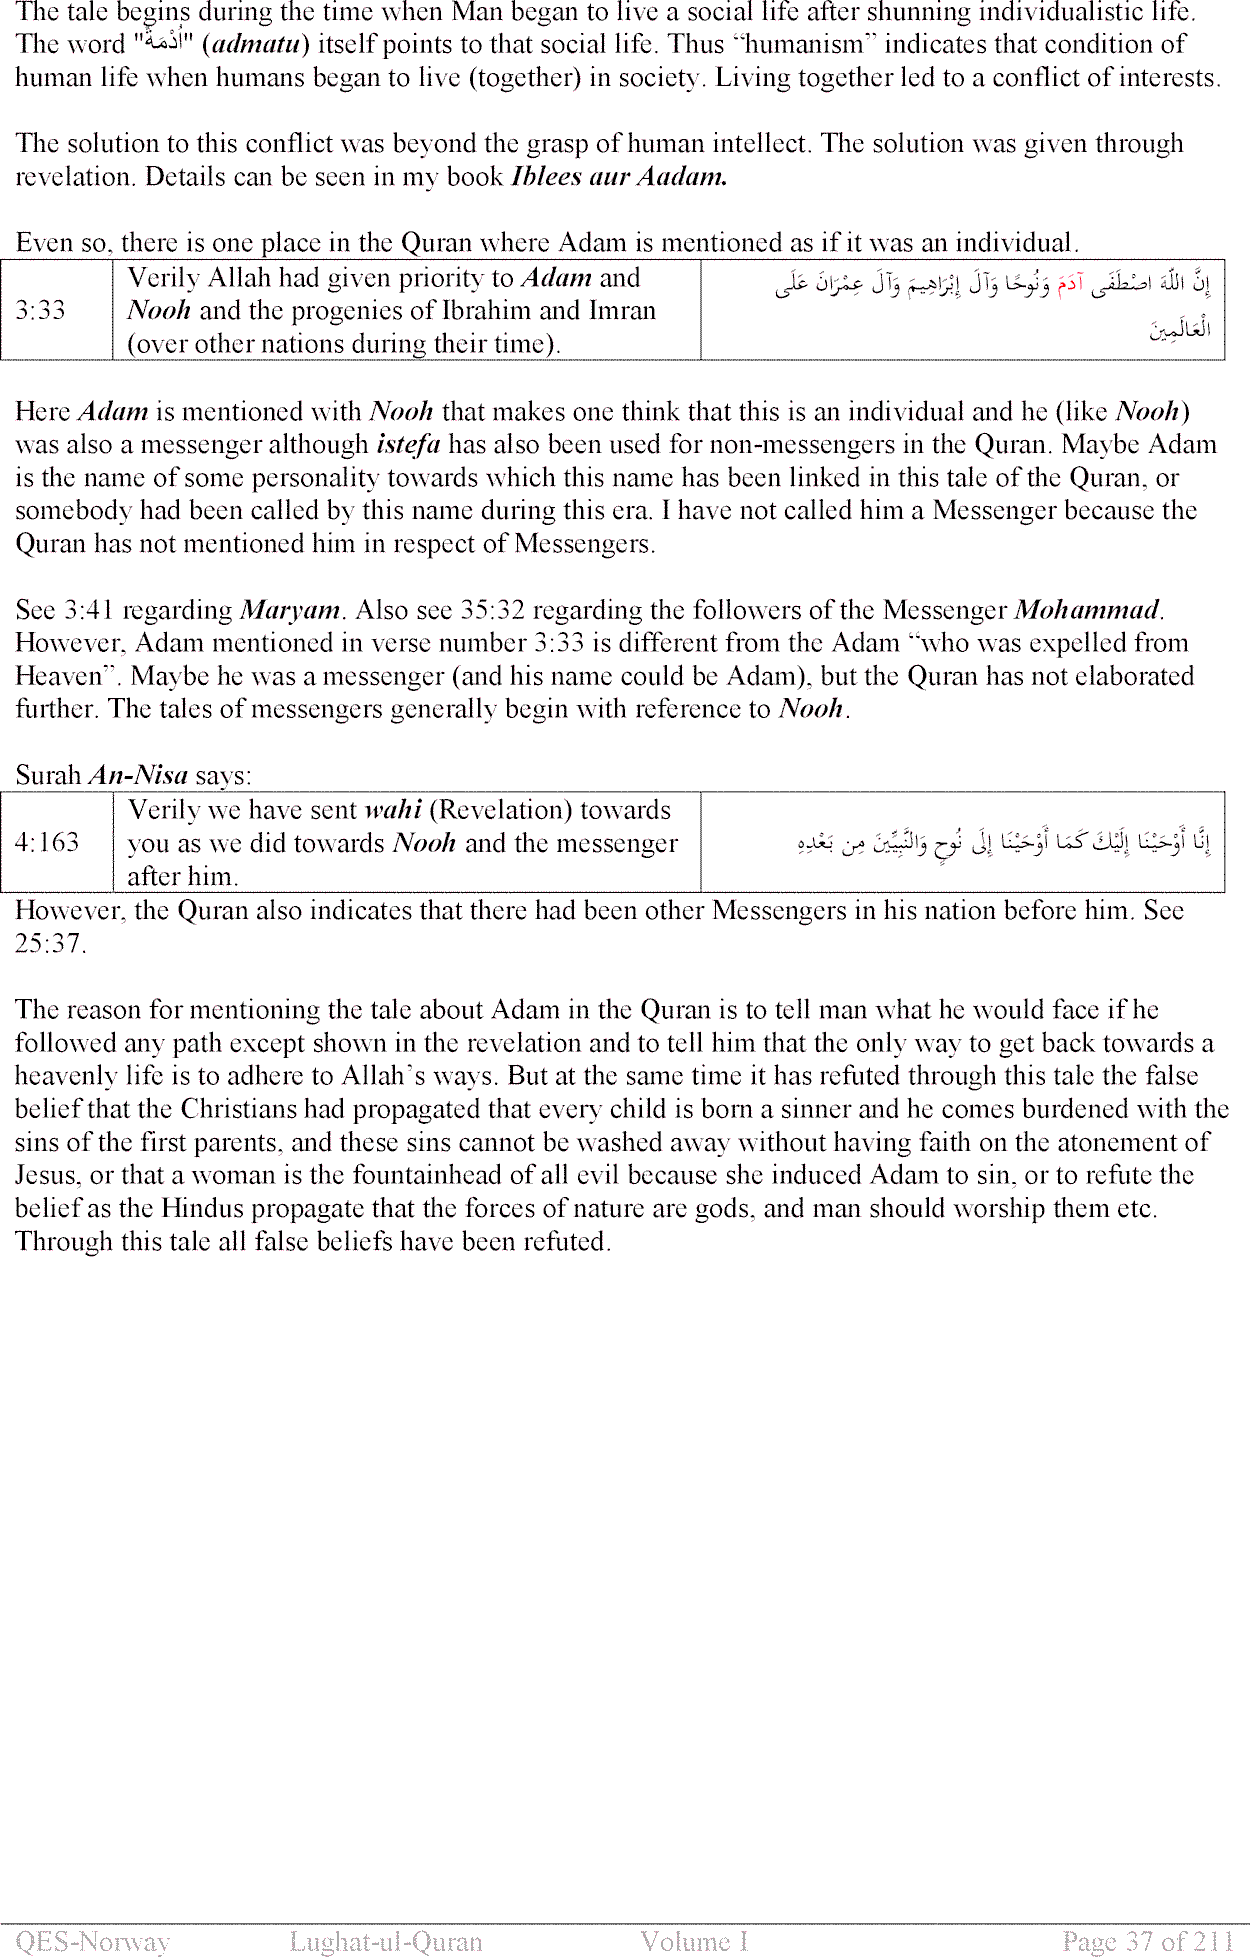 The tale begins during the time when Man began to live a social life after shunning individualistic life.
The word "اُدْمَةٌ" (admatu) itself points to that social life. Thus “humanism” indicates that condition of
human life when humans began to live (together) in society. Living together led to a conflict of interests.
The solution to this conflict was beyond the grasp of human intellect. The solution was given through
revelation. Details can be seen in my book Iblees aur Aadam.
Even so, there is one place in the Quran where Adam is mentioned as if it was an individual.
3:33
Verily Allah had given priority to Adam and
Nooh and the progenies of Ibrahim and Imran
(over other nations during their time).
إِنَّ اللّهَ اصْطَفَى آدَمَ وَنُوحًا وَآلَ إِبْرَاهِيمَ وَآلَ عِمْرَانَ عَلَى
الْعَالَمِينَ
Here Adam is mentioned with Nooh that makes one think that this is an individual and he (like Nooh)
was also a messenger although istefa has also been used for non-messengers in the Quran. Maybe Adam
is the name of some personality towards which this name has been linked in this tale of the Quran, or
somebody had been called by this name during this era. I have not called him a Messenger because the
Quran has not mentioned him in respect of Messengers.
See 3:41 regarding Maryam. Also see 35:32 regarding the followers of the Messenger Mohammad.
However, Adam mentioned in verse number 3:33 is different from the Adam “who was expelled from
Heaven”. Maybe he was a messenger (and his name could be Adam), but the Quran has not elaborated
further. The tales of messengers generally begin with reference to Nooh.
Surah An-Nisa says:
4:163
Verily we have sent wahi (Revelation) towards
you as we did towards Nooh and the messenger
after him.
إِنَّا أَوْحَيْنَا إِلَيْكَ كَمَا أَوْحَيْنَا إِلَى نُوحٍ وَالنَّبِيِّينَ مِن بَعْدِهِ
However, the Quran also indicates that there had been other Messengers in his nation before him. See
25:37.
The reason for mentioning the tale about Adam in the Quran is to tell man what he would face if he
followed any path except shown in the revelation and to tell him that the only way to get back towards a
heavenly life is to adhere to Allah’s ways. But at the same time it has refuted through this tale the false
belief that the Christians had propagated that every child is born a sinner and he comes burdened with the
sins of the first parents, and these sins cannot be washed away without having faith on the atonement of
Jesus, or that a woman is the fountainhead of all evil because she induced Adam to sin, or to refute the
belief as the Hindus propagate that the forces of nature are gods, and man should worship them etc.
Through this tale all false beliefs have been refuted.
QES-Norway Lughat-ul-Quran Volume I Page 37 of 211